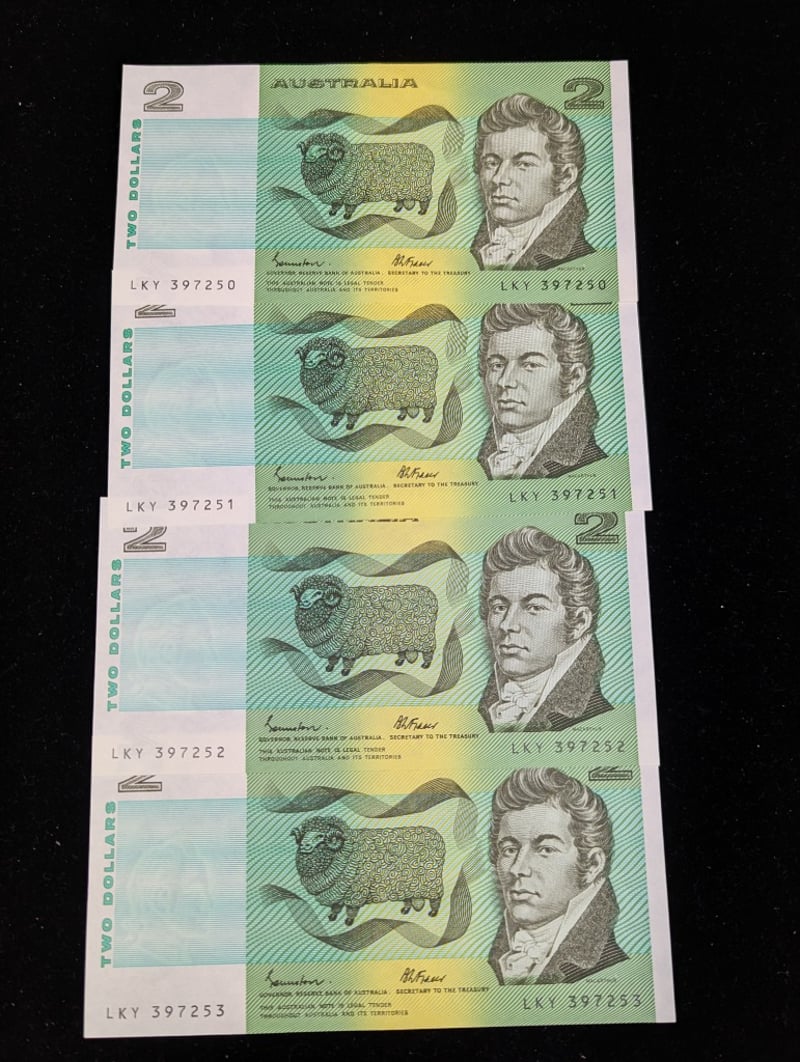 AUSTRALIA
2
2
TWO DOLLARS
GOVERNOR, RESERVE BANK OF AUSTRALIA. SECRETARY TO THE TREASURY
THIS AUSTRALIAN NOTE IS LEGAL TENDER
THROUGHOUT AUSTRALIA AND ITS TERRITORIES
MACARTHUR
LKY 397250
LKY 397250
TWO DOLLARS
GOVERNOR, RESERVE BANK OF AUSTRALIA. SECRETARY TO THE TREASURY
THIS AUSTRALIAN NOTE IS LEGAL TENDER
THROUGHOUT AUSTRALIA AND ITS TERRITORIES
MACARTHUR
LKY 397251
LKY 397251
2
2
TWO DOLLARS
GOVERNOR, RESERVE BANK OF AUSTRALIA. SECRETARY TO THE TREASURY
THIS AUSTRALIAN NOTE IS LEGAL TENDER
THROUGHOUT AUSTRALIA AND ITS TERRITORIES
MACARTHUR
LKY 397252
LKY 397252
TWO DOLLARS
GOVERNOR, RESERVE BANK OF AUSTRALIA. SECRETARY TO THE TREASURY
THIS AUSTRALIAN NOTE IS LEGAL TENDER
THROUGHOUT AUSTRALIA AND ITS TERRITORIES
MACARTHUR
LKY 397253
LKY 397253